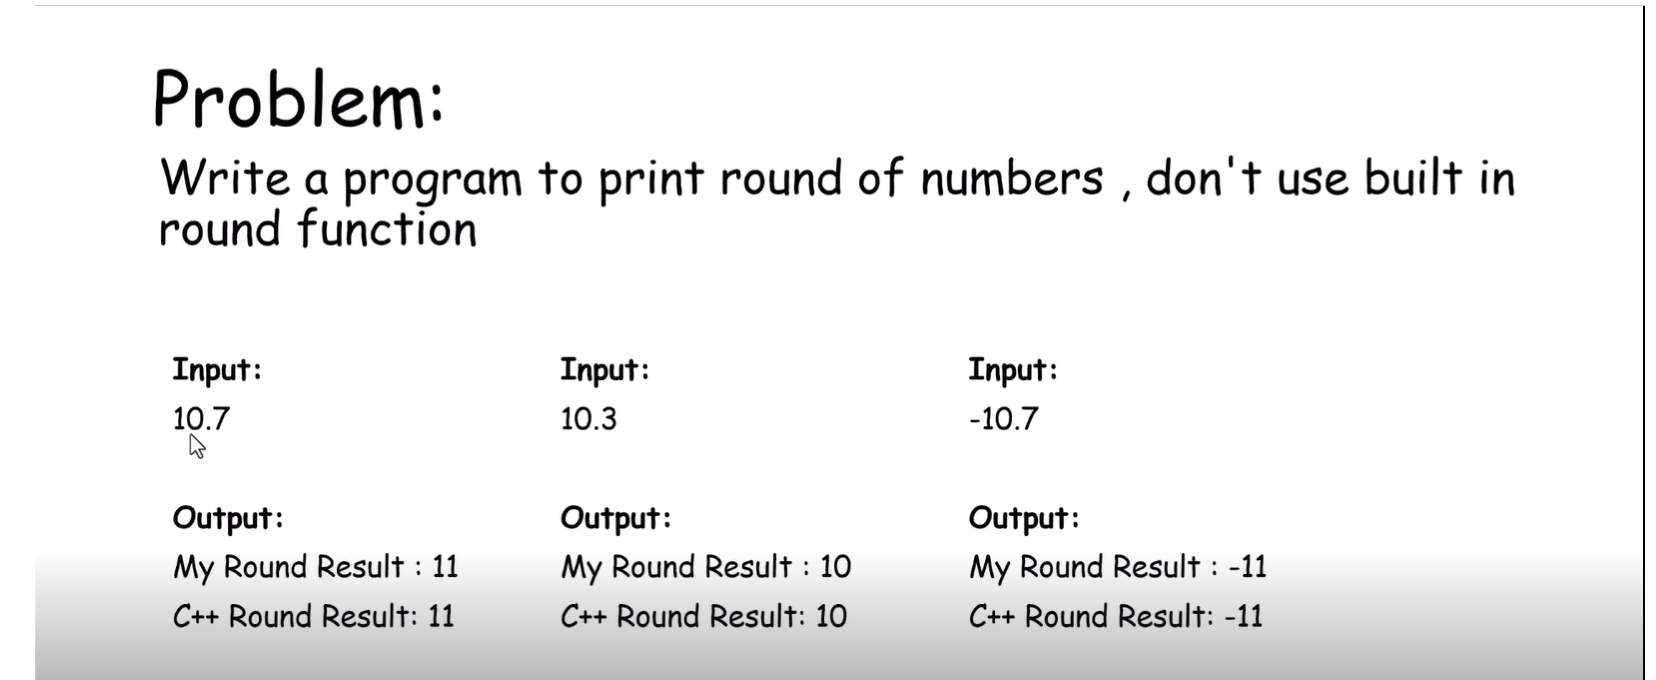 Problem:
Write a program to print round of numbers , don't use built in
round function
Input:
10.7
Output:
My Round Result : 11
C++ Round Result: 11
Input:
10.3
Output:
My Round Result : 10
C++ Round Result: 10
Input:
-10.7
Output:
My Round Result : -11
C++ Round Result: -11